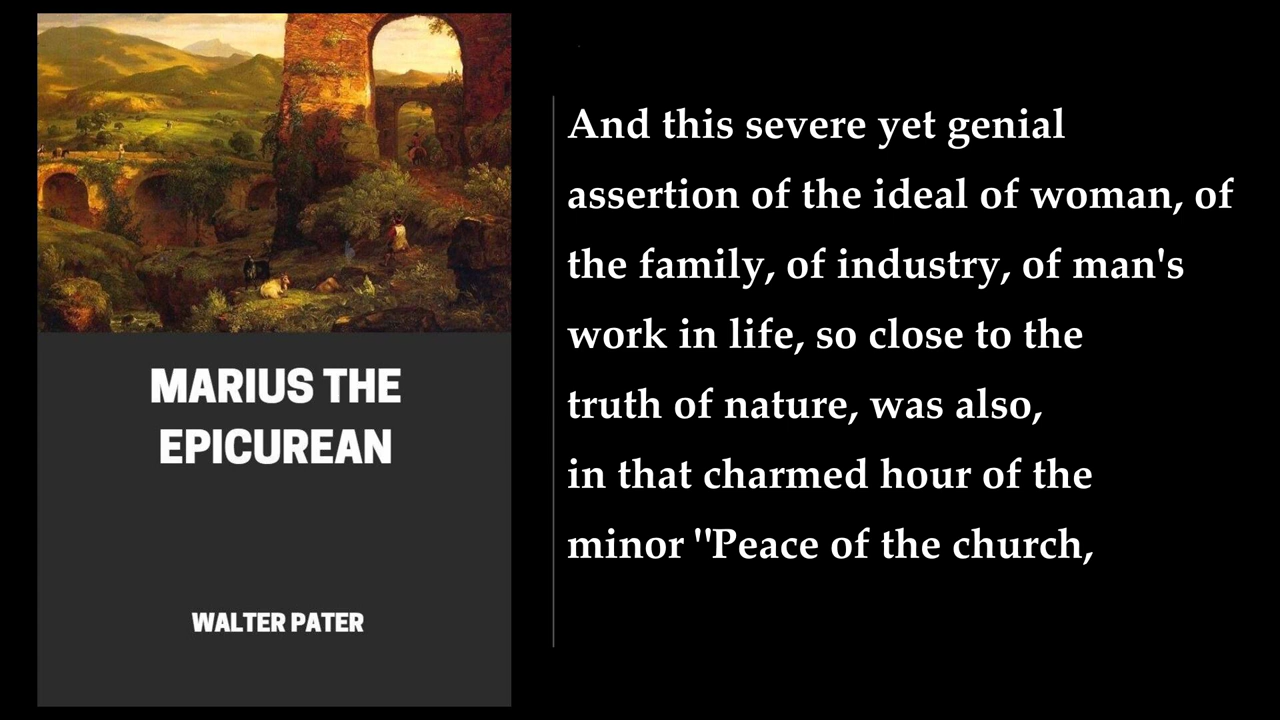 MARIUS THE
EPICUREAN
WALTER PATER
And this severe yet genial
assertion of the ideal of woman, of
the family, of industry, of man's
work in life, so close to the
truth of nature, was also,
in that charmed hour of the
minor "Peace of the church,